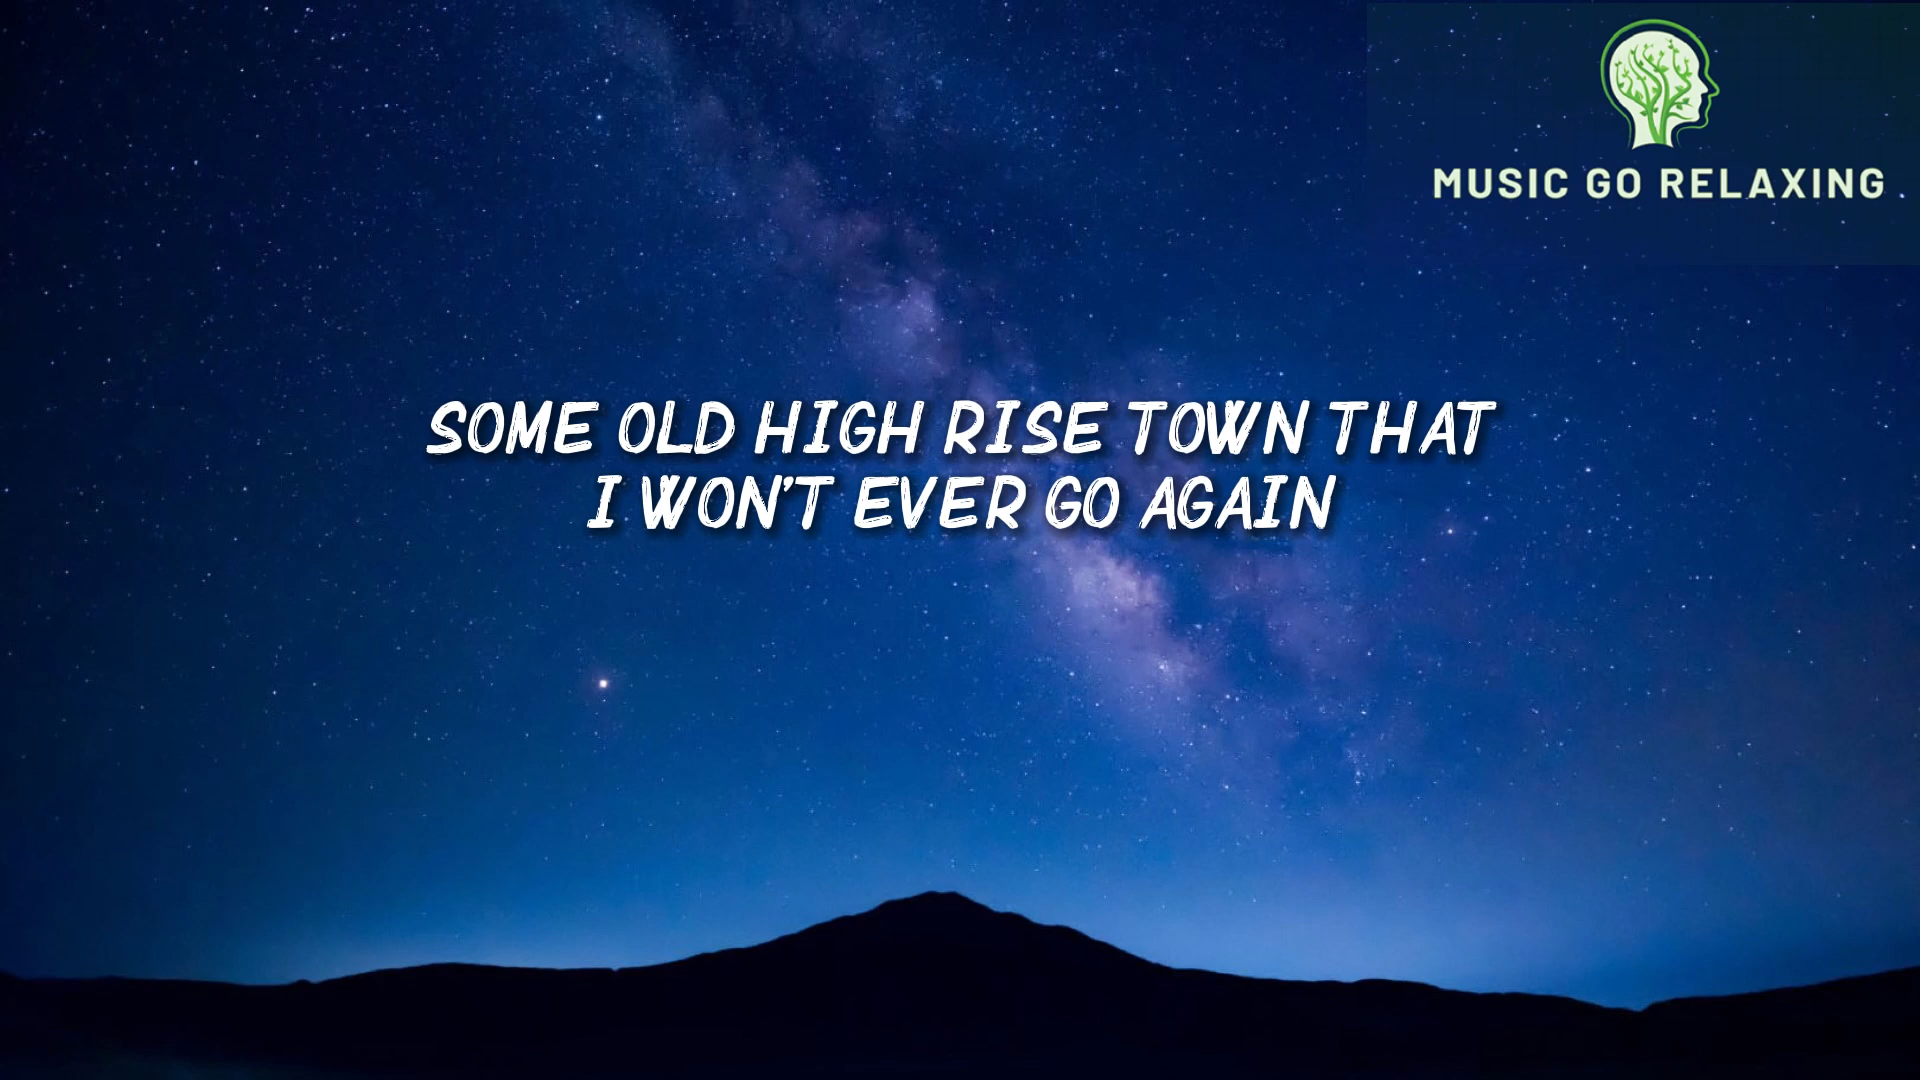 MUSIC GO RELAXING
SOME OLD HIGH RISE TOWN THAT
I WON'T EVER GO AGAIN